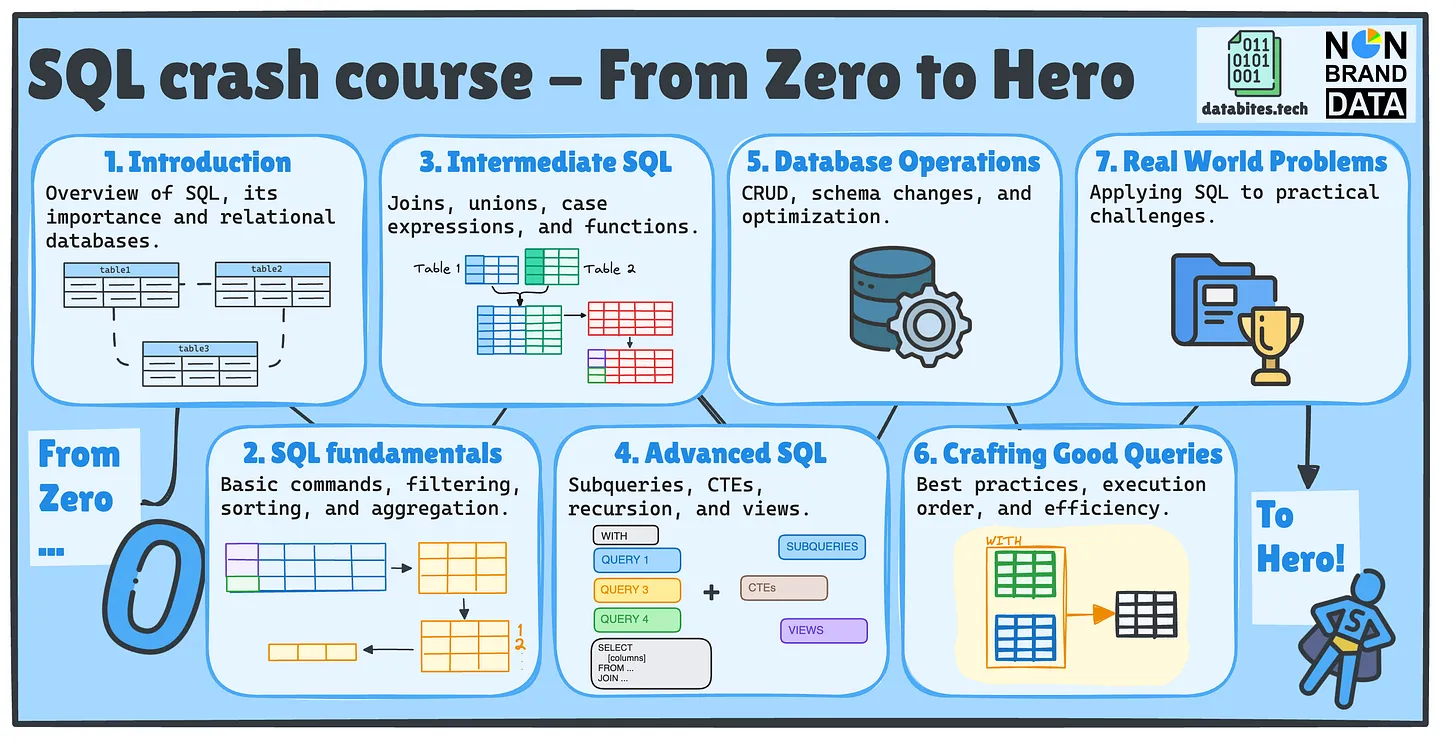 SQL crash course – From Zero to Hero
011
0101
001
databites.tech
NON
BRAND
DATA
1. Introduction
Overview of SQL, its
importance and relational
databases.
table1
table2
table3
3. Intermediate SQL
Joins, unions, case
expressions, and functions.
Table 1
Table 2
5. Database Operations
CRUD, schema changes, and
optimization.
7. Real World Problems
Applying SQL to practical
challenges.
From
Zero
...
0
2. SQL fundamentals
Basic commands, filtering,
sorting, and aggregation.
1
2
4. Advanced SQL
Subqueries, CTEs,
recursion, and views.
WITH
QUERY 1
QUERY 3
QUERY 4
SELECT
[columns]
FROM ...
JOIN ...
+
SUBQUERIES
CTEs
VIEWS
6. Crafting Good Queries
Best practices, execution
order, and efficiency.
WITH
To
Hero!
S